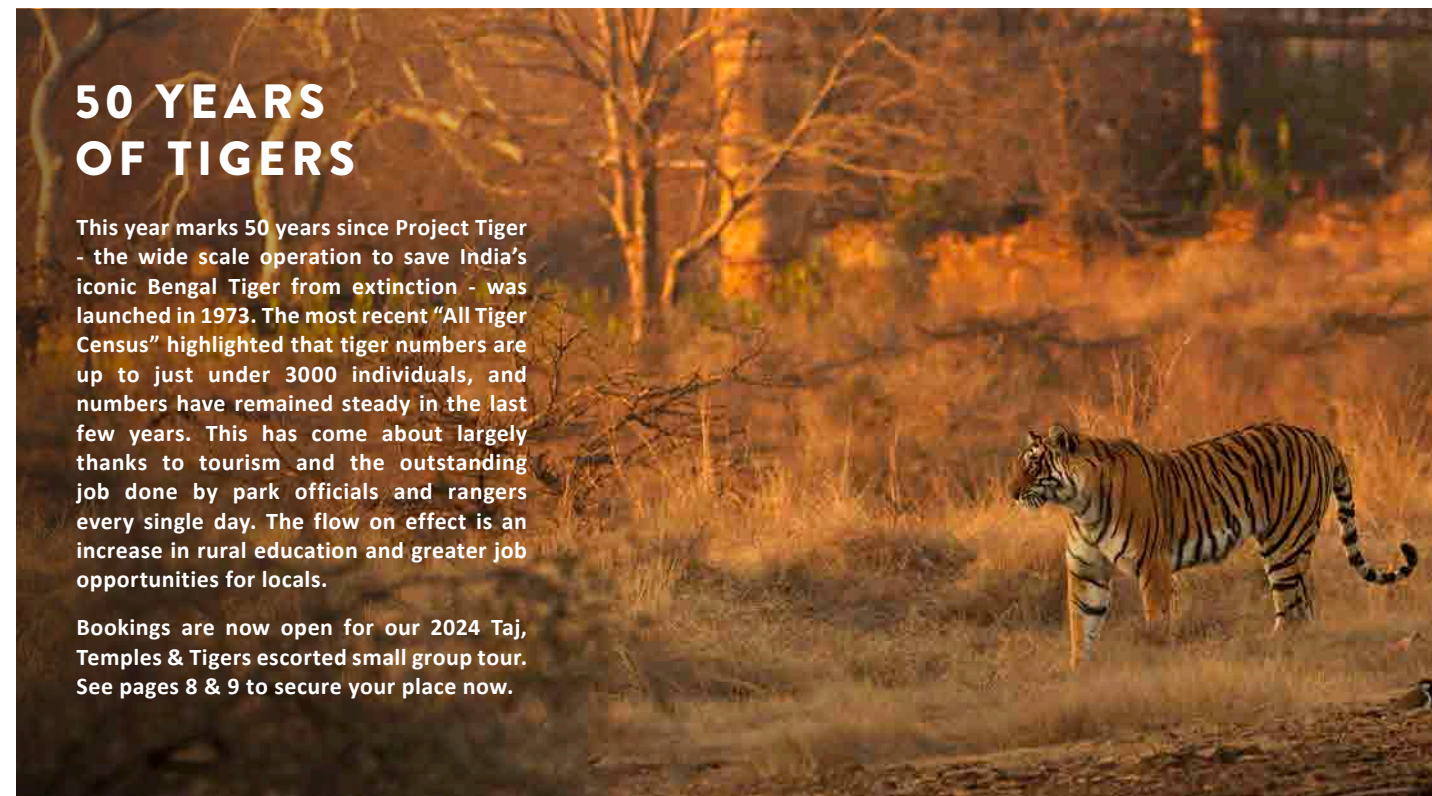 50 YEARS
OF TIGERS
This year marks 50 years since Project Tiger
- the wide scale operation to save India’s
iconic Bengal Tiger from extinction - was
launched in 1973. The most recent “All Tiger
Census” highlighted that tiger numbers are
up to just under 3000 individuals, and
numbers have remained steady in the last
few years. This has come about largely
thanks to tourism and the outstanding
job done by park officials and rangers
every single day. The flow on effect is an
increase in rural education and greater job
opportunities for locals.
Bookings are now open for our 2024 Taj,
Temples & Tigers escorted small group tour.
See pages 8 & 9 to secure your place now.